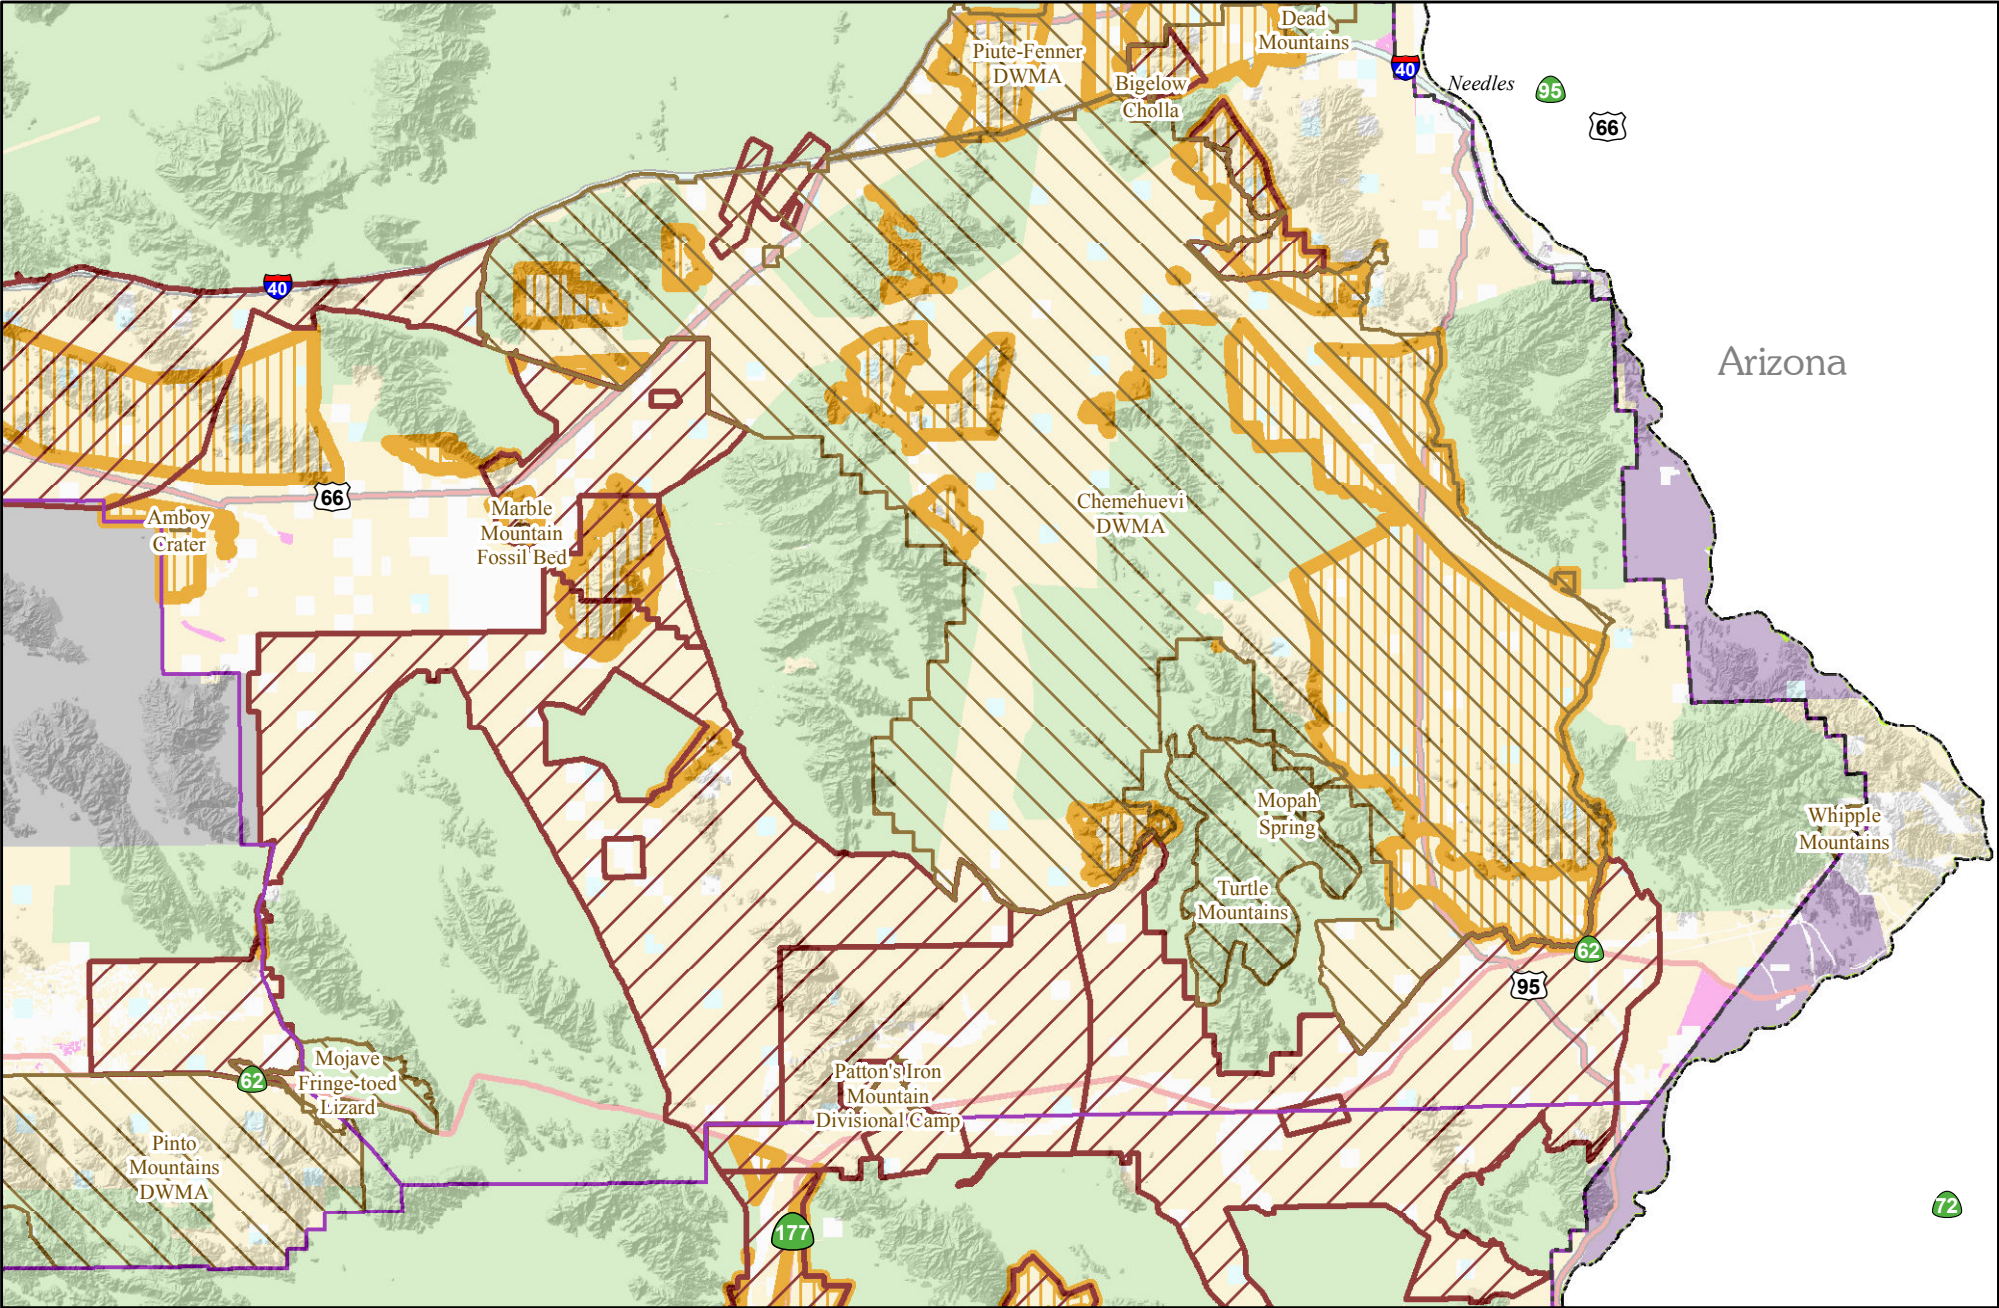 Dead
Mountains
Piute-Fenner
DWMA
40
Needles
95
Bigelow
Cholla
66
40
Arizona
66
Marble
Mountain
Fossil Bed
Chemehuevi
DWMA
Amboy
Crater
Mopah
Spring
Whipple
Mountains
Turtle
Mountains
62
95
Mojave
Fringe-toed
Lizard
62
Patton's Iron
Mountain
Divisional Camp
Pinto
Mountains
DWMA
177
72